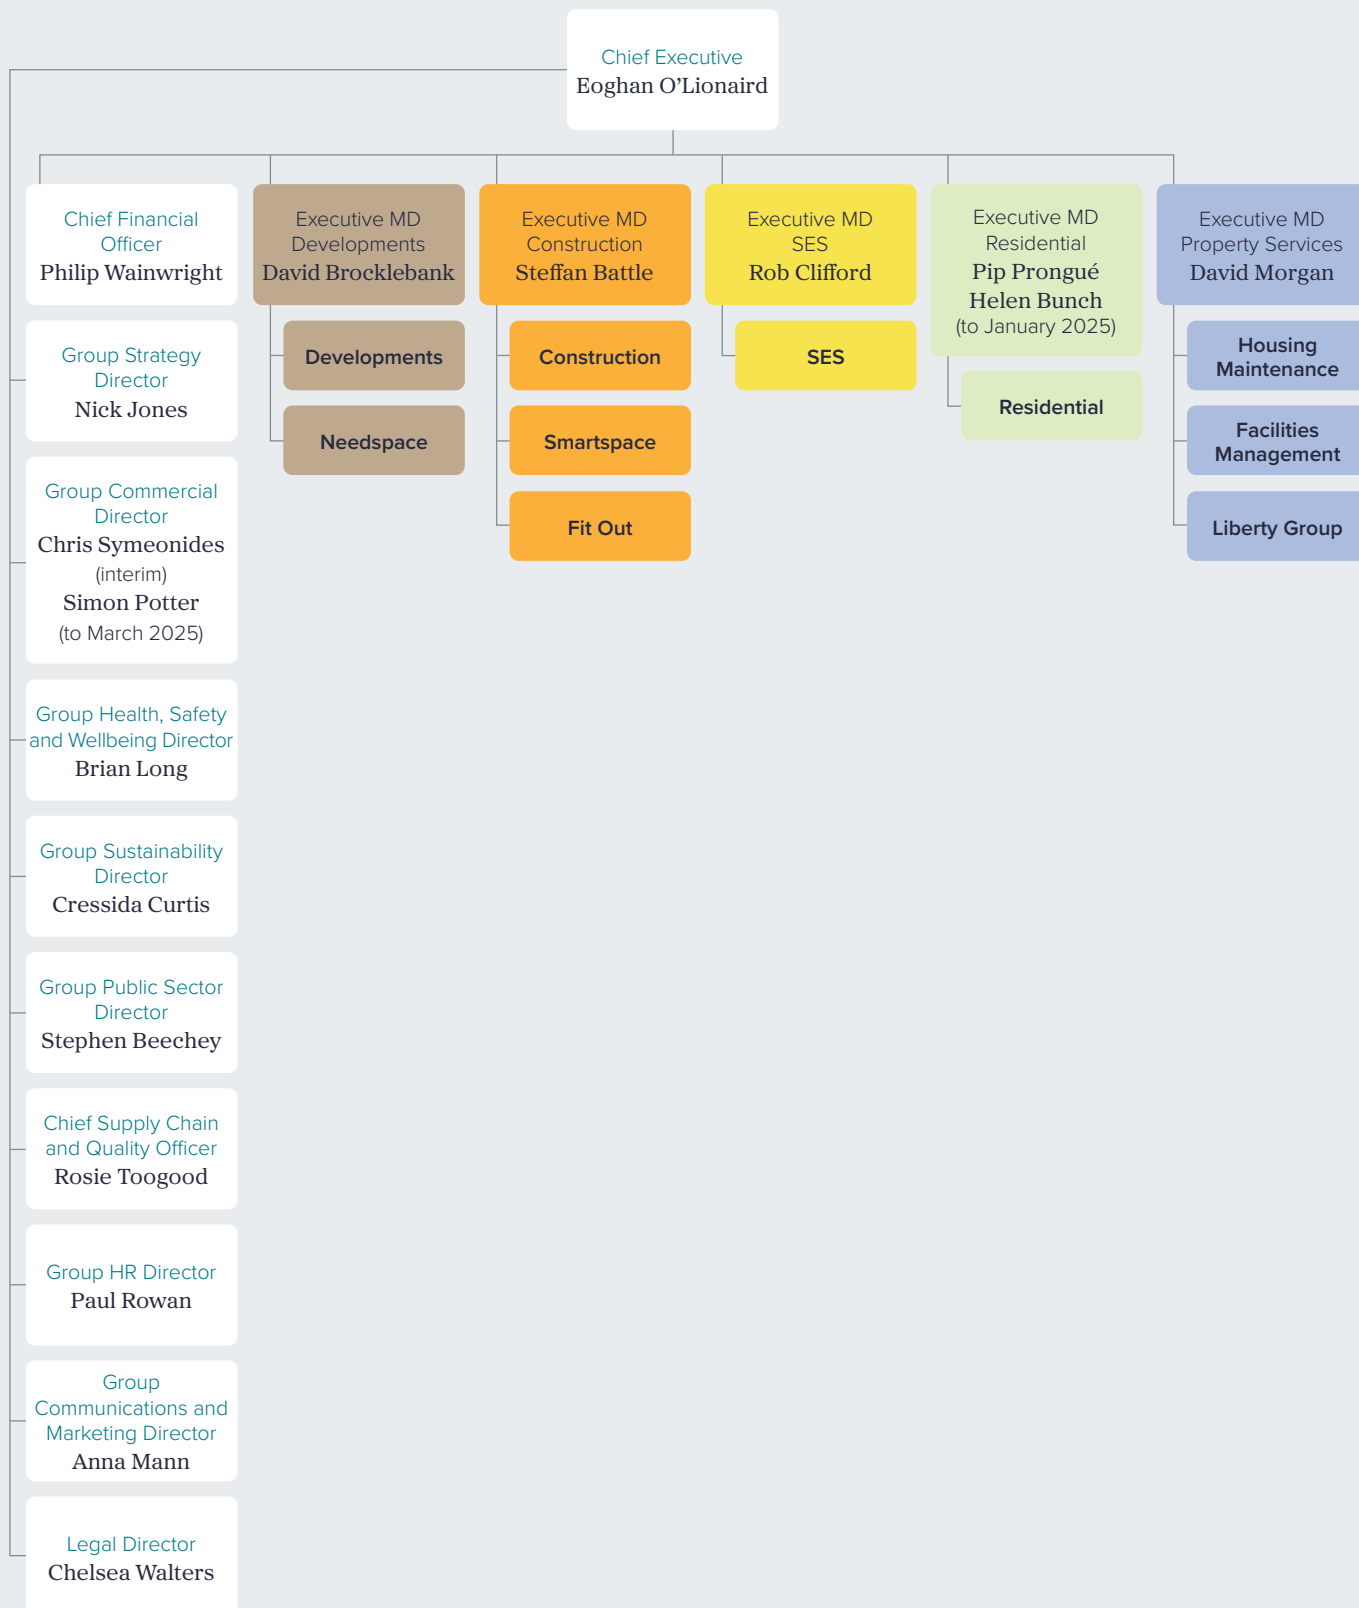 Chief Executive
Eoghan O’Lionaird
Chief Financial
Officer
Philip Wainwright
Executive MD
Developments
David Brocklebank
Executive MD
Construction
Steffan Battle
Executive MD
SES
Rob Clifford
Executive MD
Residential
Pip Prongué
Helen Bunch
(to January 2025)
Executive MD
Property Services
David Morgan
Developments
Needspace
Construction
Smartspace
Fit Out
SES
Residential
Housing
Maintenance
Facilities
Management
Liberty Group
Group Strategy
Director
Nick Jones
Group Commercial
Director
Chris Symeonides
(interim)
Simon Potter
(to March 2025)
Group Health, Safety
and Wellbeing Director
Brian Long
Group Sustainability
Director
Cressida Curtis
Group Public Sector
Director
Stephen Beechey
Chief Supply Chain
and Quality Officer
Rosie Toogood
Group HR Director
Paul Rowan
Group
Communications and
Marketing Director
Anna Mann
Legal Director
Chelsea Walters